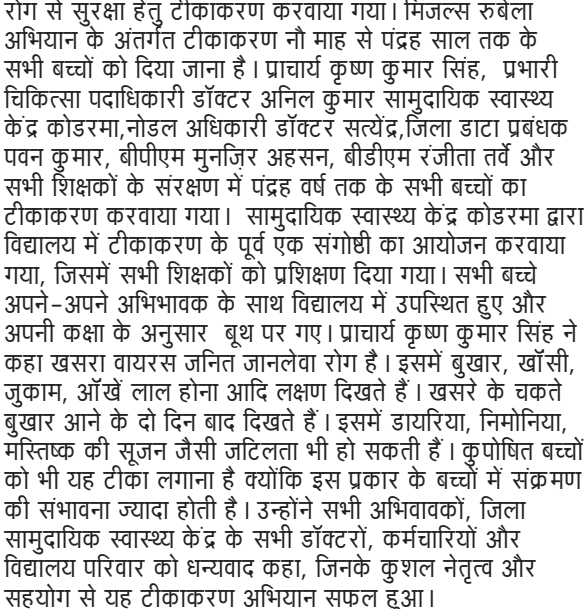 रोग से सुरक्षा हेतु टीकाकरण करवाया गया। मिजल्स रुबेला
अभियान के अंतर्गत टीकाकरण नौ माह से पंद्रह साल तक के
सभी बच्चों को दिया जाना है। प्राचार्य कृष्ण कुमार सिंह, प्रभारी
चिकित्सा पदाधिकारी डॉक्टर अनिल कुमार सामुदायिक स्वास्थ्य
केंद्र कोडरमा,नोडल अधिकारी डॉक्टर सत्येंद्र,जिला डाटा प्रबंधक
पवन कुमार, बीपीएम मुनज़िर अहसन, बीडीएम रंजीता तर्वे और
सभी शिक्षकों के संरक्षण में पंद्रह वर्ष तक के सभी बच्चों का
टीकाकरण करवाया गया। सामुदायिक स्वास्थ्य केंद्र कोडरमा द्वारा
विद्यालय में टीकाकरण के पूर्व एक संगोष्ठी का आयोजन करवाया
गया, जिसमें सभी शिक्षकों को प्रशिक्षण दिया गया। सभी बच्चे
अपने-अपने अभिभावक के साथ विद्यालय में उपस्थित हुए और
अपनी कक्षा के अनुसार बूथ पर गए। प्राचार्य कृष्ण कुमार सिंह ने
कहा खसरा वायरस जनित जानलेवा रोग है। इसमें बुखार, खाँसी,
जुकाम, आँखें लाल होना आदि लक्षण दिखते हैं। खसरे के चकते
बुखार आने के दो दिन बाद दिखते हैं। इसमें डायरिया, निमोनिया,
मस्तिष्क की सूजन जैसी जटिलता भी हो सकती हैं। कुपोषित बच्चों
को भी यह टीका लगाना है क्योंकि इस प्रकार के बच्चों में संक्रमण
की संभावना ज्यादा होती है। उन्होंने सभी अभिवावकों, जिला
सामुदायिक स्वास्थ्य केंद्र के सभी डॉक्टरों, कर्मचारियों और
विद्यालय परिवार को धन्यवाद कहा, जिनके कुशल नेतृत्व और
सहयोग से यह टीकाकरण अभियान सफल हुआ।